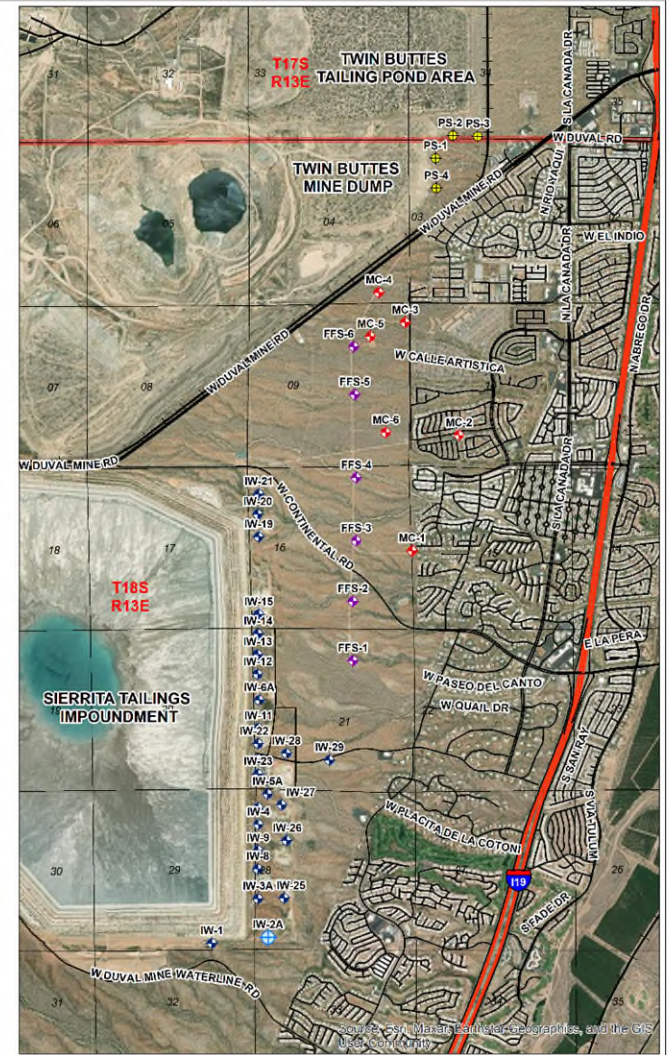 T17S
R13E
TWIN BUTTES
TAILING POND AREA
31
32
33
34
35
S LA CANADA DR
PS-2
PS-3
W DUVAL RD
PS-1
PS-4
TWIN BUTTES
MINE DUMP
N RIO YAQUI
W DUVAL MINE RD
06
05
04
03
W EL INDIO
N LA CANADA DR
N ABREGO DR
MC-4
MC-3
MC-5
FFS-6
W CALLE ARTISTICA
W DUVAL MINE RD
07
08
09
FFS-5
MC-6
MC-2
S LA CANADA DR
W DUVAL MINE RD
FFS-4
IW-21
IW-20
IW-19
W CONTINENTAL RD
18
17
16
FFS-3
MC-1
T18S
R13E
FFS-2
IW-15
IW-14
IW-13
IW-12
IW-6A
IW-11
FFS-1
E LA PERA
SIERRITA TAILINGS
IMPOUNDMENT
W PASEO DEL CANTO
W QUAIL DR
21
IW-22
IW-28
IW-29
IW-23
IW-5A
IW-27
S SAN RAY
S VIA TULUM
IW-4
IW-26
IW-9
IW-8
W PLACITA DE LA COTONI
30
29
28
26
IW-3A
IW-25
I19
S FADE DR
IW-1
IW-2A
W DUVAL MINE WATERLINE RD
31
32
33
34
35
Source: Esri, Maxar, Earthstar Geographics, and the GIS
User Community